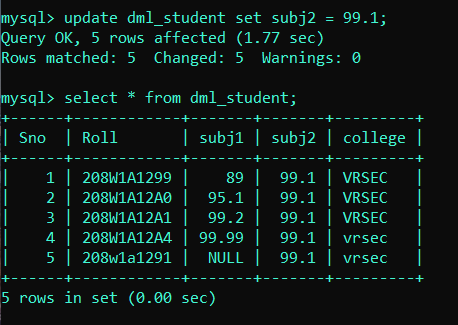 mysql> update dml_student set subj2 = 99.1;
Query OK, 5 rows affected (1.77 sec)
Rows matched: 5  Changed: 5  Warnings: 0

mysql> select * from dml_student;
+------+------------+-------+-------+---------+
| Sno  | Roll       | subj1 | subj2 | college |
+------+------------+-------+-------+---------+
|    1 | 208W1A1299 |    89 |  99.1 | VRSEC   |
|    2 | 208W1A12A0 |  95.1 |  99.1 | VRSEC   |
|    3 | 208W1A12A1 |  99.2 |  99.1 | VRSEC   |
|    4 | 208W1A12A4 | 99.99 |  99.1 | vrsec   |
|    5 | 208w1a1291 |  NULL |  99.1 | vrsec   |
+------+------------+-------+-------+---------+
5 rows in set (0.00 sec)